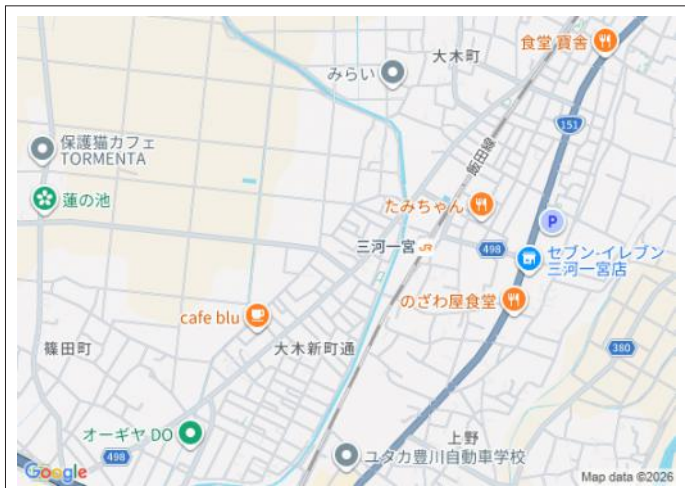 食堂 寶舎
大木町
みらい
151
保護猫カフェ
TORMENTA
飯田線
蓮の池
たみちゃん
P
三河一宮
JR
498
セブン-イレブン
三河一宮店
のざわ屋食堂
cafe blu
篠田町
大木新町通
380
オーギヤ DO
上野
498
ユタカ豊川自動車学校
Google
Map data ©2026